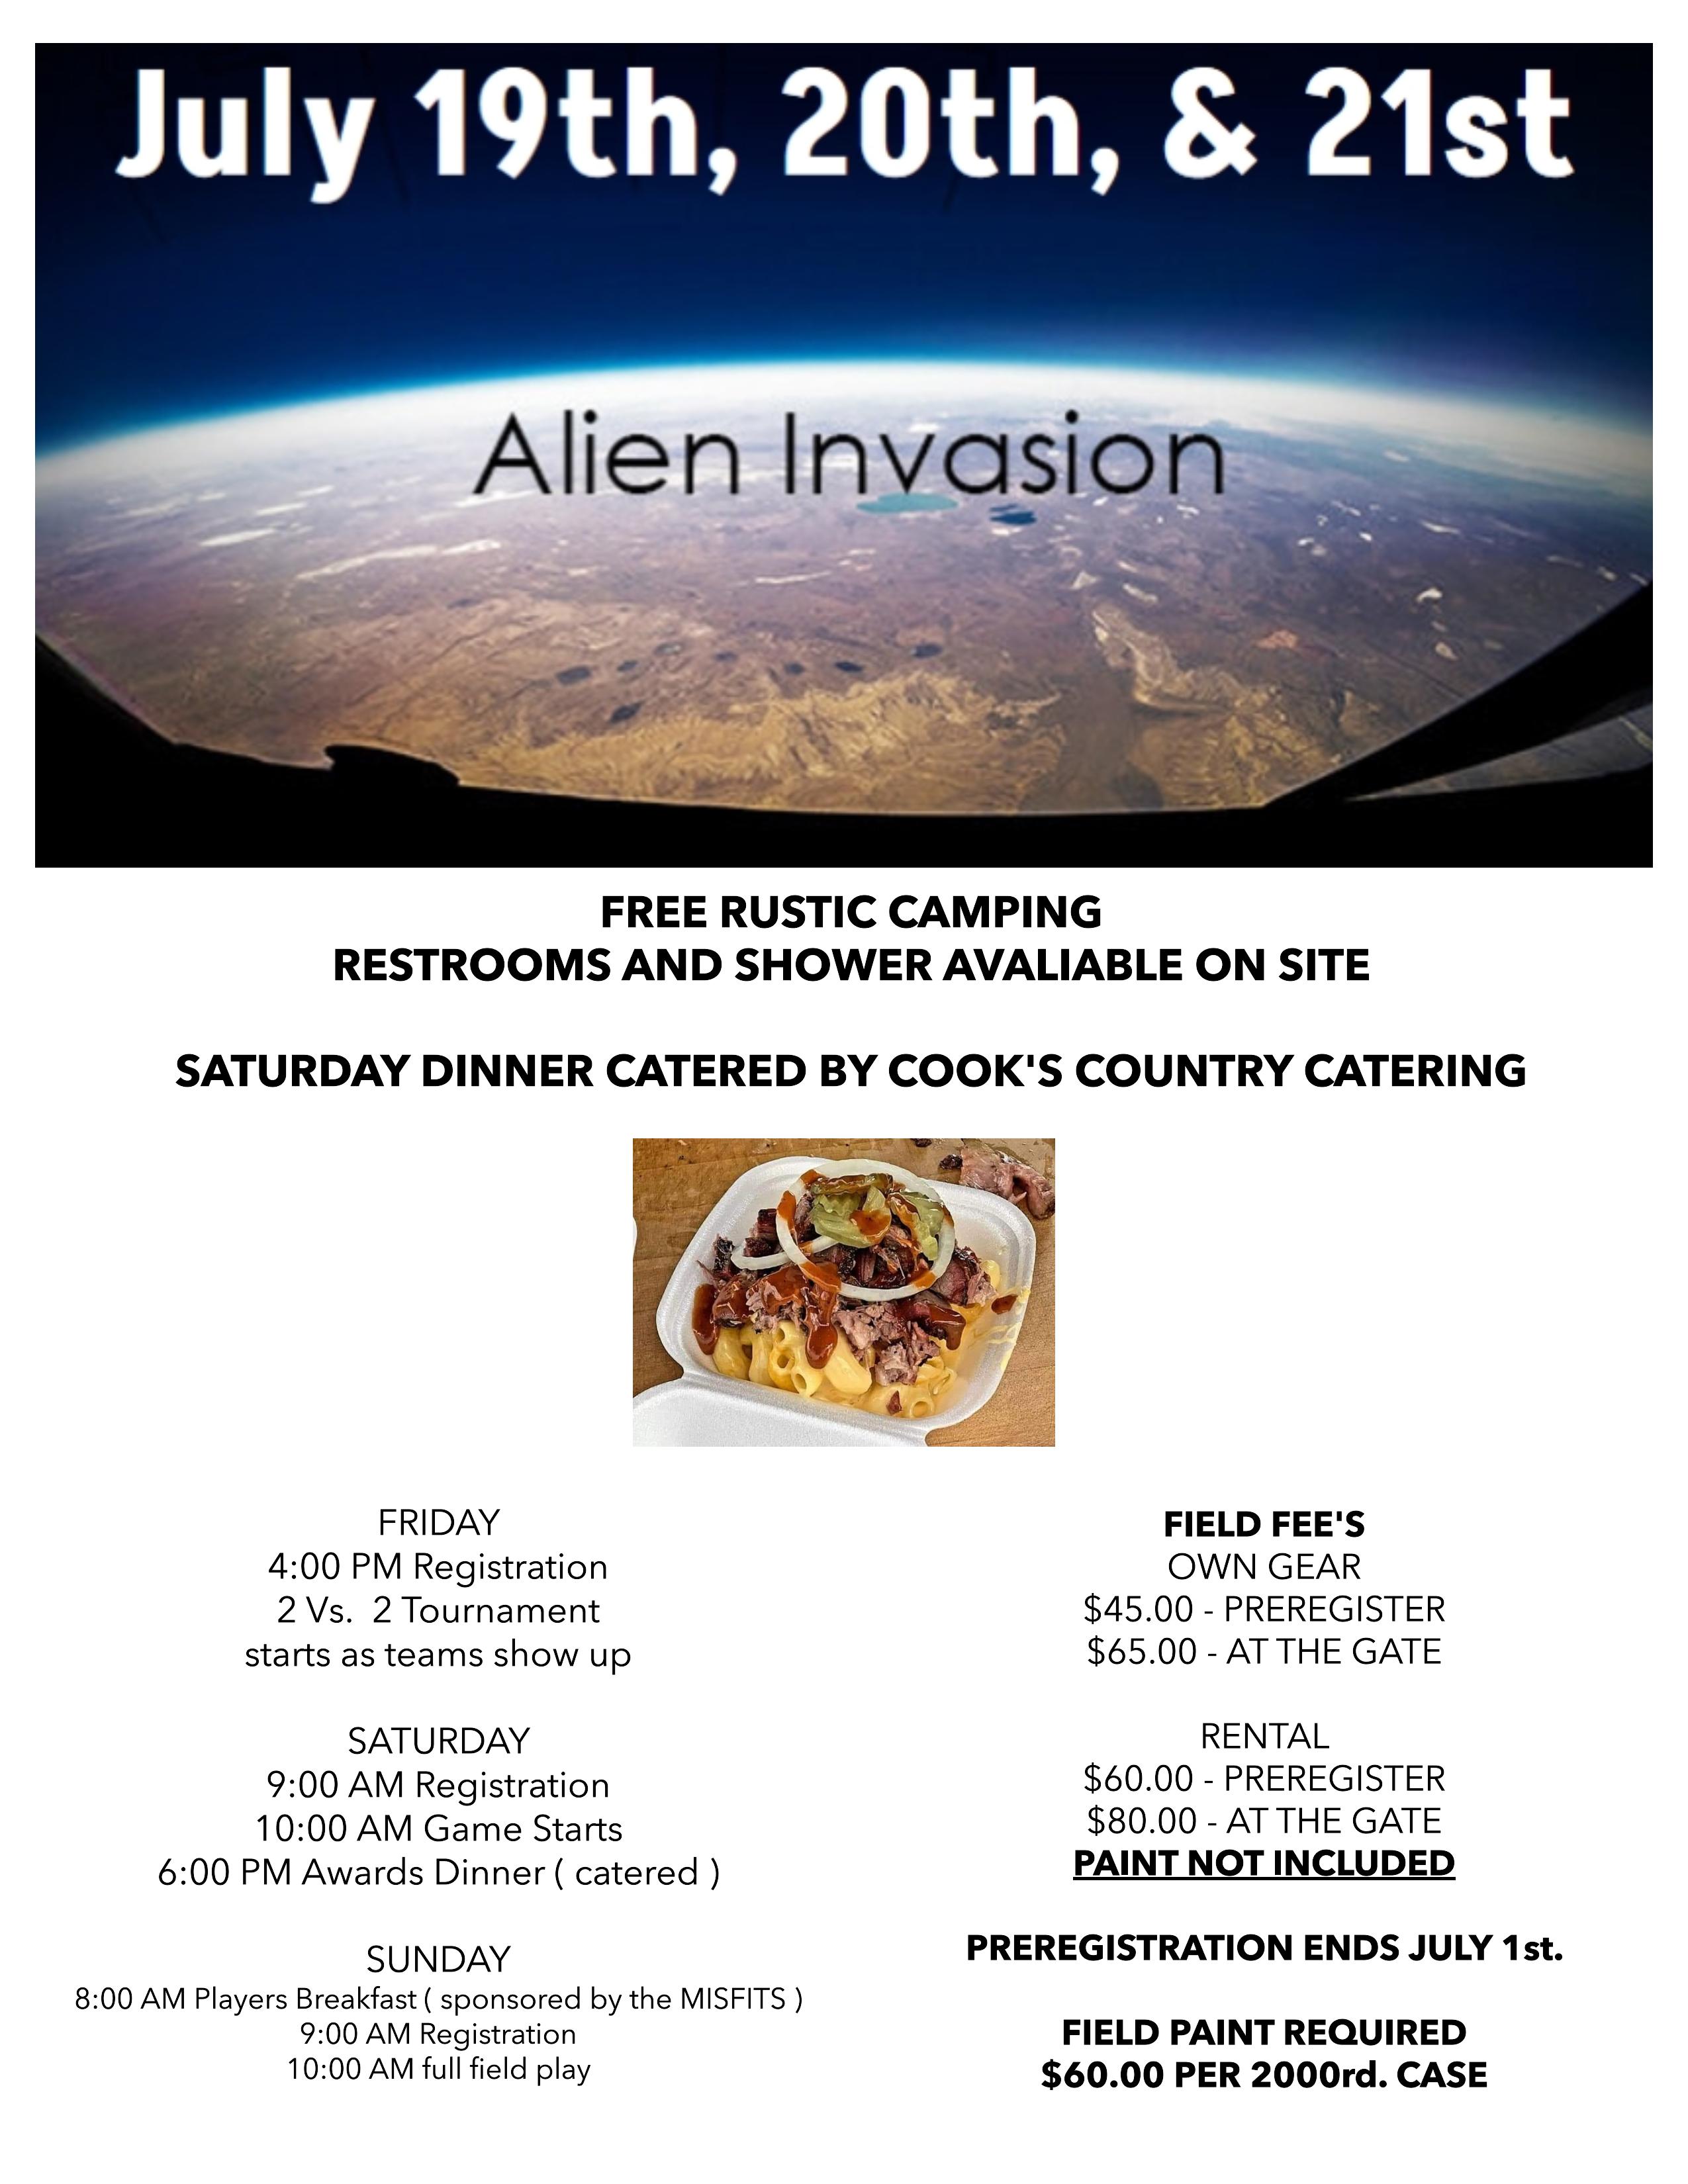 July 19th, 20th, & 21st
Alien Invasion
FREE RUSTIC CAMPING
RESTROOMS AND SHOWER AVALIABLE ON SITE
SATURDAY DINNER CATERED BY COOK'S COUNTRY CATERING
FRIDAY
4:00 PM Registration
2 Vs.  2 Tournament
starts as teams show up
SATURDAY
9:00 AM Registration
10:00 AM Game Starts
6:00 PM Awards Dinner ( catered )
SUNDAY
8:00 AM Players Breakfast ( sponsored by the MISFITS )
9:00 AM Registration
10:00 AM full field play
FIELD FEE'S
OWN GEAR
$45.00 - PREREGISTER
$65.00 - AT THE GATE
RENTAL
$60.00 - PREREGISTER
$80.00 - AT THE GATE
PAINT NOT INCLUDED
PREREGISTRATION ENDS JULY 1st.
FIELD PAINT REQUIRED
$60.00 PER 2000rd. CASE